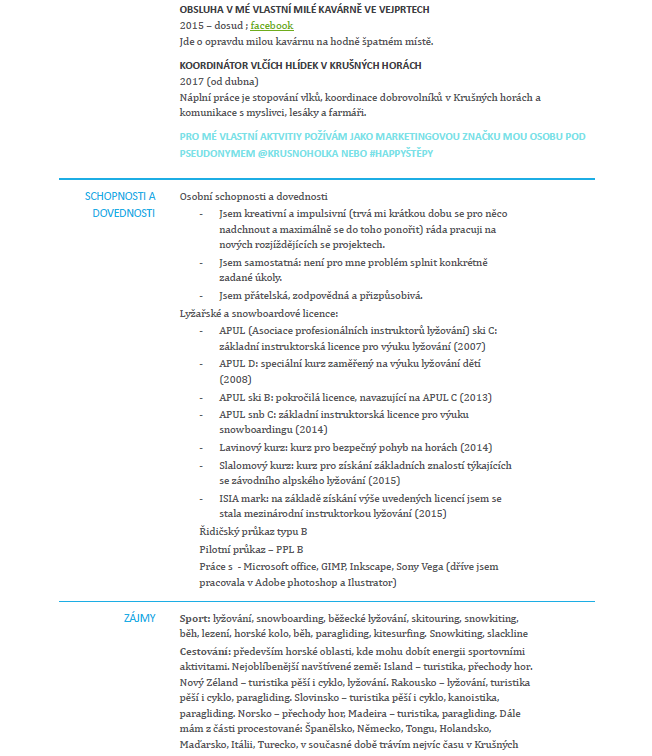 OBSLUHA V MÉ VLASTNÍ MILÉ KAVÁRNĚ VE VEJPRTECH
2015 – dosud ; facebook
Jde o opravdu milou kavárnu na hodně špatném místě.
KOORDINÁTOR VLČÍCH HLÍDEK V KRUŠNÝCH HORÁCH
2017 (od dubna)
Náplní práce je stopování vlků, koordinace dobrovolníků v Krušných horách a
komunikace s myslivci, lesáky a farmáři.
PRO MÉ VLASTNÍ AKTVITIY POŽÍVÁM JAKO MARKETINGOVOU ZNAČKU MOU OSOBU POD
PSEUDONYMEM @KRUSNOHOLKA NEBO #HAPPYŠTĚPY
SCHOPNOSTI A
DOVEDNOSTI
Osobní schopnosti a dovednosti
- Jsem kreativní a impulsivní (trvá mi krátkou dobu se pro něco
nadchnout a maximálně se do toho ponořit) ráda pracuji na
nových rozjíždějících se projektech.
- Jsem samostatná: není pro mne problém splnit konkrétně
zadané úkoly.
- Jsem přátelská, zodpovědná a přizpůsobivá.
Lyžařské a snowboardové licence:
- APUL (Asociace profesionálních instruktorů lyžování) ski C:
základní instruktorská licence pro výuku lyžování (2007)
- APUL D: speciální kurz zaměřený na výuku lyžování dětí
(2008)
- APUL ski B: pokročilá licence, navazující na APUL C (2013)
- APUL snb C: základní instruktorská licence pro výuku
snowboardingu (2014)
- Lavinový kurz: kurz pro bezpečný pohyb na horách (2014)
- Slalomový kurz: kurz pro získání základních znalostí týkajících
se závodního alpského lyžování (2015)
- ISIA mark: na základě získání výše uvedených licencí jsem se
stala mezinárodní instruktorkou lyžování (2015)
Řidičský průkaz typu B
Pilotní průkaz – PPL B
Práce s - Microsoft office, GIMP, Inkscape, Sony Vega (dříve jsem
pracovala v Adobe photoshop a Ilustrator)
ZÁJMY
Sport: lyžování, snowboarding, běžecké lyžování, skitouring, snowkiting,
běh, lezení, horské kolo, běh, paragliding, kitesurfing. Snowkiting, slackline
Cestování: především horské oblasti, kde mohu dobít energii sportovními
aktivitami. Nejoblíbenější navštívené země: Island – turistika, přechody hor.
Nový Zéland – turistika pěší i cyklo, lyžování. Rakousko – lyžování, turistika
pěší i cyklo, paragliding. Slovinsko – turistika pěší i cyklo, kanoistika,
paragliding. Norsko – přechody hor, Madeira – turistika, paragliding. Dále
mám z části procestované: Španělsko, Německo, Tongu, Holandsko,
Maďarsko, Itálii, Turecko, v současné době trávím nejvíc času v Krušných